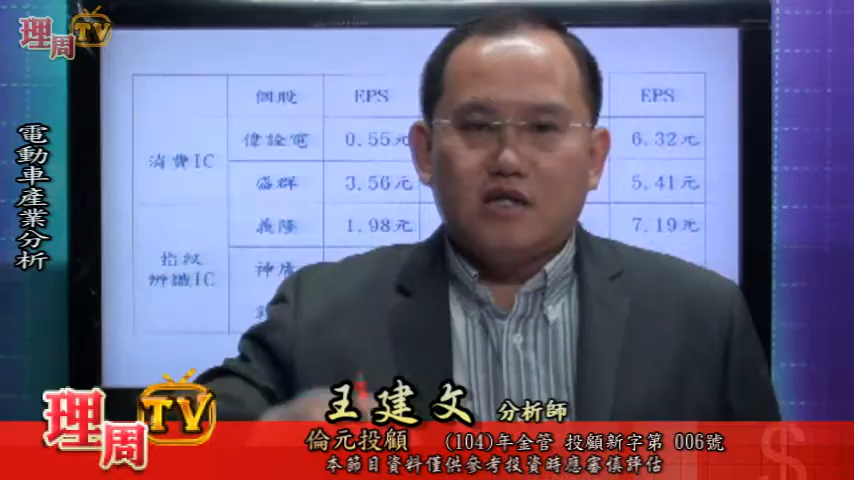 理周TV
電動車產業分析
個股 EPS EPS
消費IC
偉詮電 0.55元 6.32元
盛群 3.56元 5.41元
義隆 1.98元 7.19元
指紋
辨識IC
理周TV
王建文 分析師
倫元投顧 (104)年金管 投顧新字第 006號
本節目資料僅供參考投資時應審慎評估